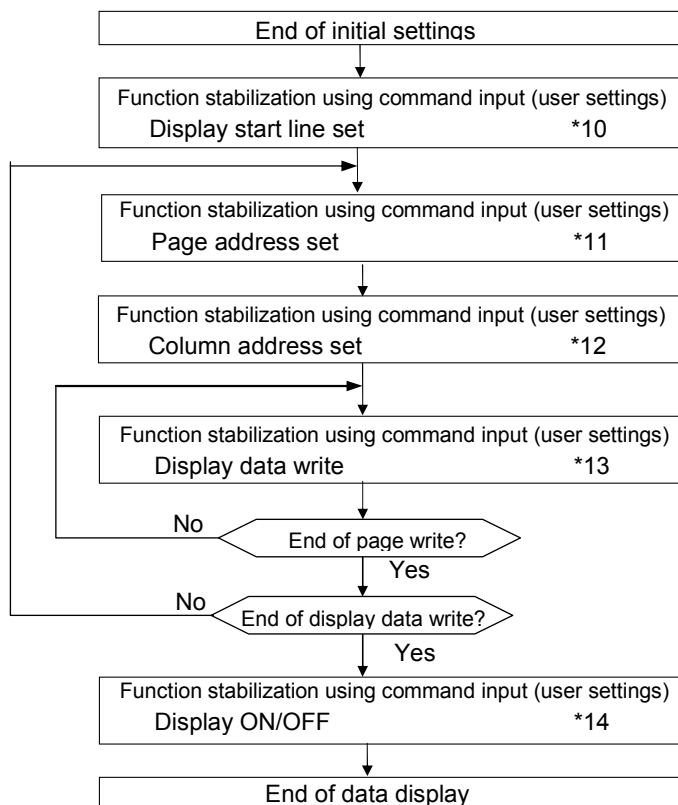 End of initial settings
Function stabilization using command input (user settings)
Display start line set *10
Function stabilization using command input (user settings)
Page address set *11
Function stabilization using command input (user settings)
Column address set *12
Function stabilization using command input (user settings)
Display data write *13
No
End of page write?
Yes
No
End of display data write?
Yes
Function stabilization using command input (user settings)
Display ON/OFF *14
End of data display